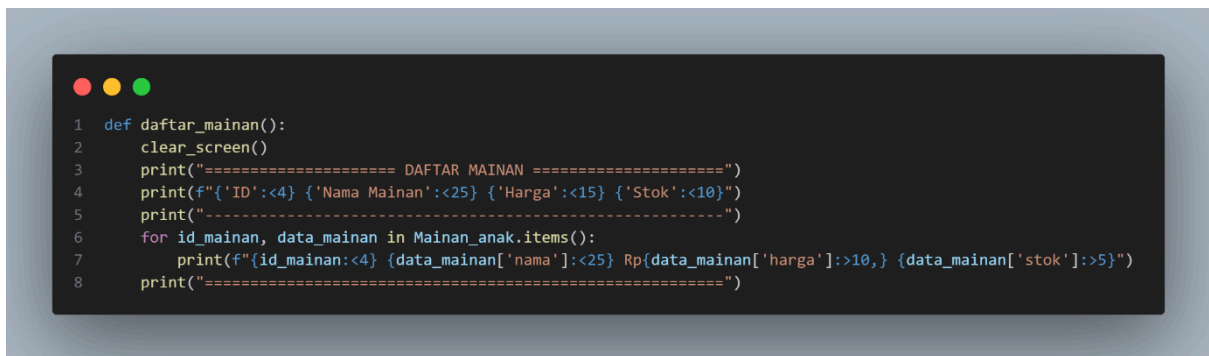 1 def daftar_mainan():
2     clear_screen()
3     print("===================== DAFTAR MAINAN =====================")
4     print(f"{'ID':<4} {'Nama Mainan':<25} {'Harga':<15} {'Stok':<10}")
5     print("---------------------------------------------------------")
6     for id_mainan, data_mainan in Mainan_anak.items():
7         print(f"{id_mainan:<4} {data_mainan['nama']:<25} Rp{data_mainan['harga']:>10,} {data_mainan['stok']:>5}")
8     print("=========================================================")